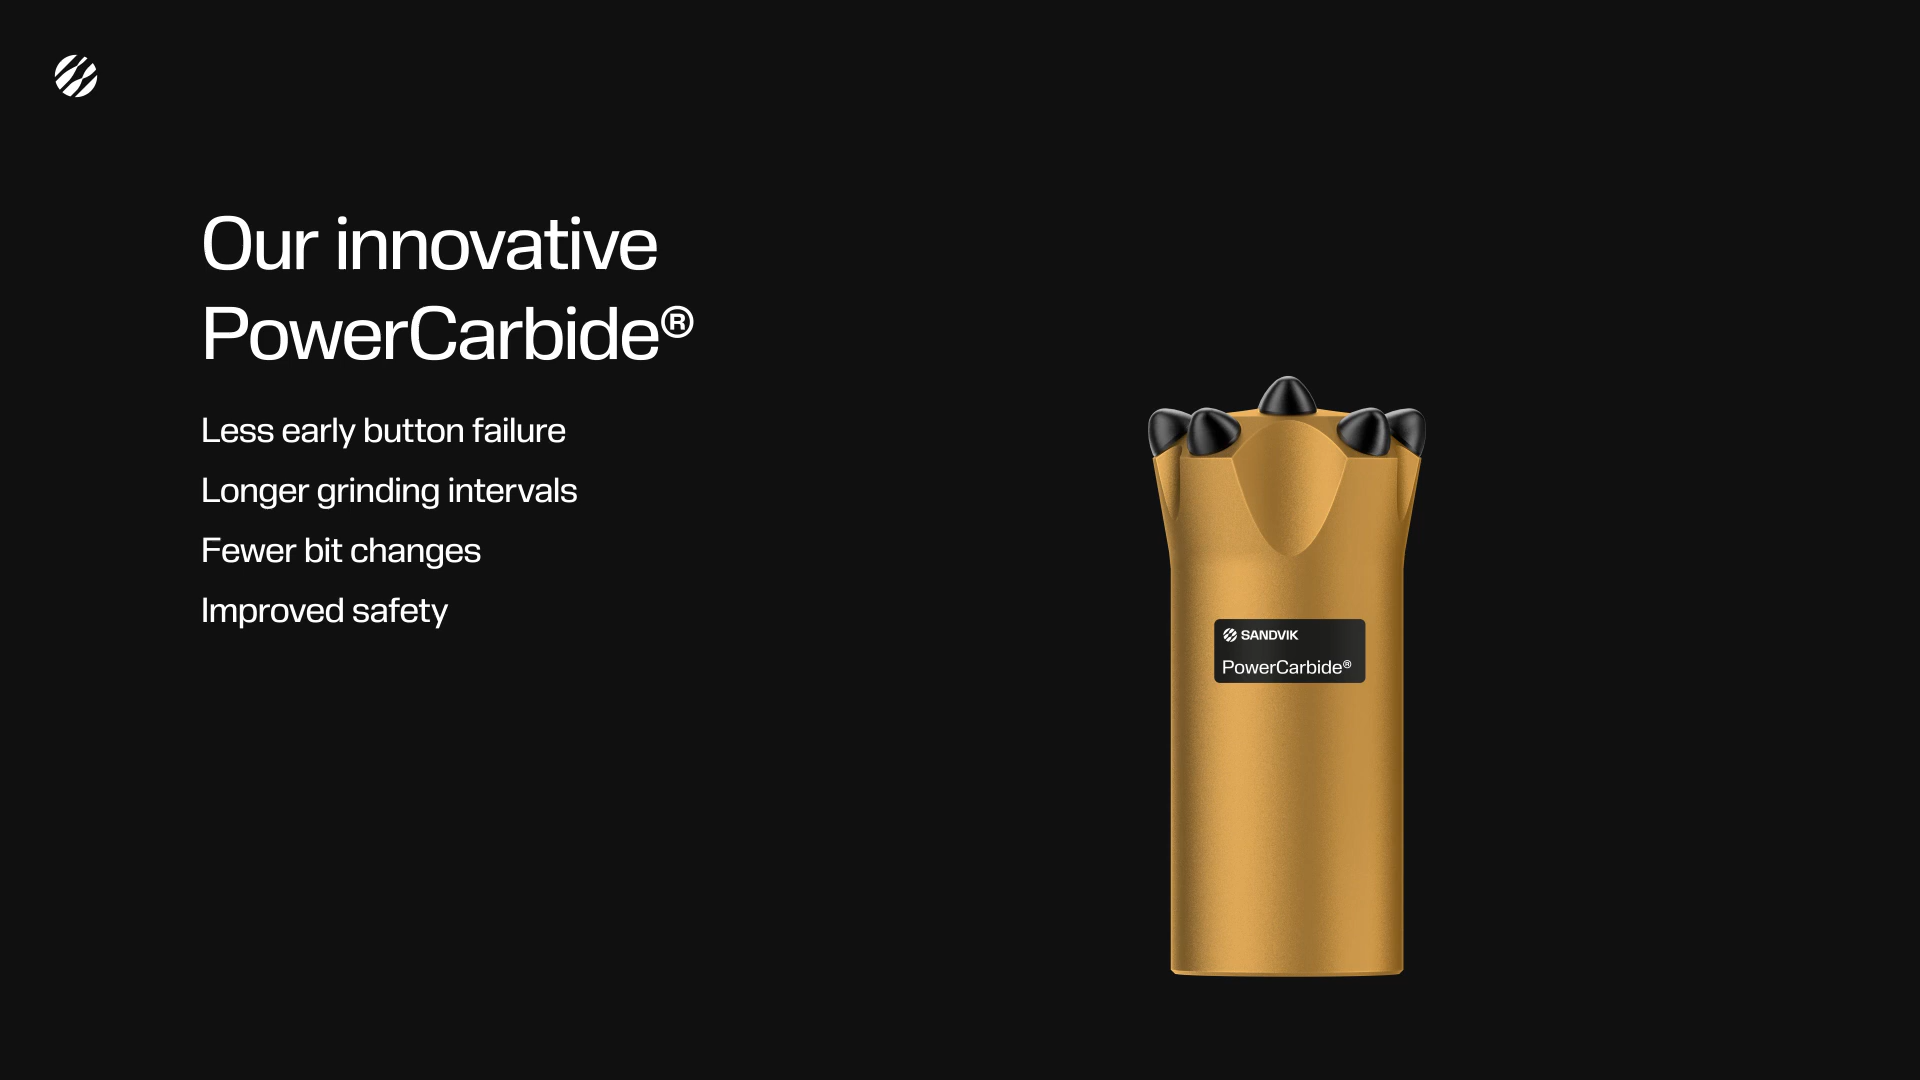 Our innovative
PowerCarbide®
Less early button failure
Longer grinding intervals
Fewer bit changes
Improved safety
SANDVIK
PowerCarbide®